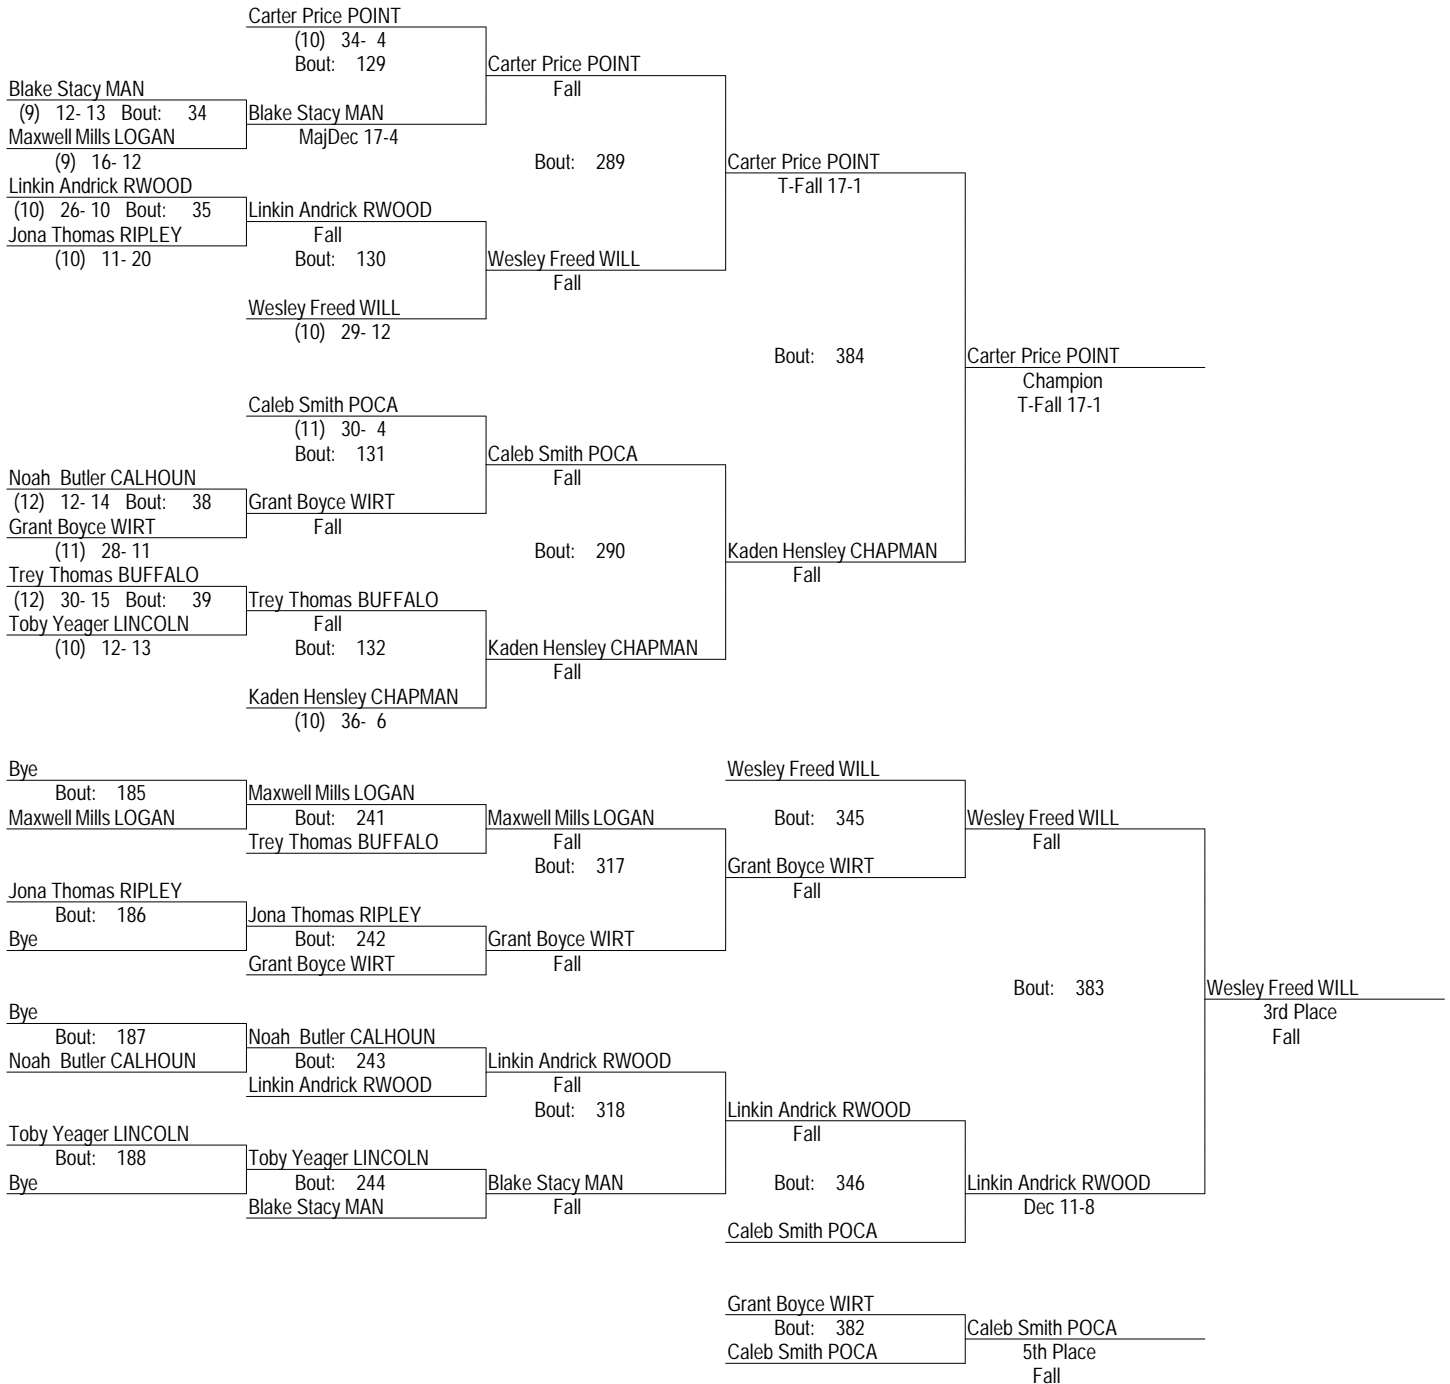 Carter Price POINT
(10) 34- 4
Bout: 129
Carter Price POINT
Fall
Blake Stacy MAN
(9) 12- 13 Bout: 34
Blake Stacy MAN
MajDec 17-4
Maxwell Mills LOGAN
(9) 16- 12
Bout: 289
Carter Price POINT
T-Fall 17-1
Linkin Andrick RWOOD
(10) 26- 10 Bout: 35
Linkin Andrick RWOOD
Fall
Jona Thomas RIPLEY
(10) 11- 20
Bout: 130
Wesley Freed WILL
Fall
Wesley Freed WILL
(10) 29- 12
Bout: 384
Carter Price POINT
Champion
T-Fall 17-1
Caleb Smith POCA
(11) 30- 4
Bout: 131
Caleb Smith POCA
Fall
Noah Butler CALHOUN
(12) 12- 14 Bout: 38
Grant Boyce WIRT
Fall
Grant Boyce WIRT
(11) 28- 11
Bout: 290
Kaden Hensley CHAPMAN
Fall
Trey Thomas BUFFALO
(12) 30- 15 Bout: 39
Trey Thomas BUFFALO
Fall
Toby Yeager LINCOLN
(10) 12- 13
Bout: 132
Kaden Hensley CHAPMAN
Fall
Kaden Hensley CHAPMAN
(10) 36- 6
Bye
Bout: 185
Maxwell Mills LOGAN
Maxwell Mills LOGAN
Bout: 241
Trey Thomas BUFFALO
Maxwell Mills LOGAN
Fall
Bout: 317
Wesley Freed WILL
Bout: 345
Grant Boyce WIRT
Fall
Wesley Freed WILL
Fall
Jona Thomas RIPLEY
Bout: 186
Bye
Jona Thomas RIPLEY
Bout: 242
Grant Boyce WIRT
Grant Boyce WIRT
Fall
Bout: 383
Wesley Freed WILL
3rd Place
Fall
Bye
Bout: 187
Noah Butler CALHOUN
Noah Butler CALHOUN
Bout: 243
Linkin Andrick RWOOD
Linkin Andrick RWOOD
Fall
Bout: 318
Linkin Andrick RWOOD
Fall
Toby Yeager LINCOLN
Bout: 188
Bye
Toby Yeager LINCOLN
Bout: 244
Blake Stacy MAN
Blake Stacy MAN
Fall
Bout: 346
Caleb Smith POCA
Linkin Andrick RWOOD
Dec 11-8
Grant Boyce WIRT
Bout: 382
Caleb Smith POCA
Caleb Smith POCA
5th Place
Fall